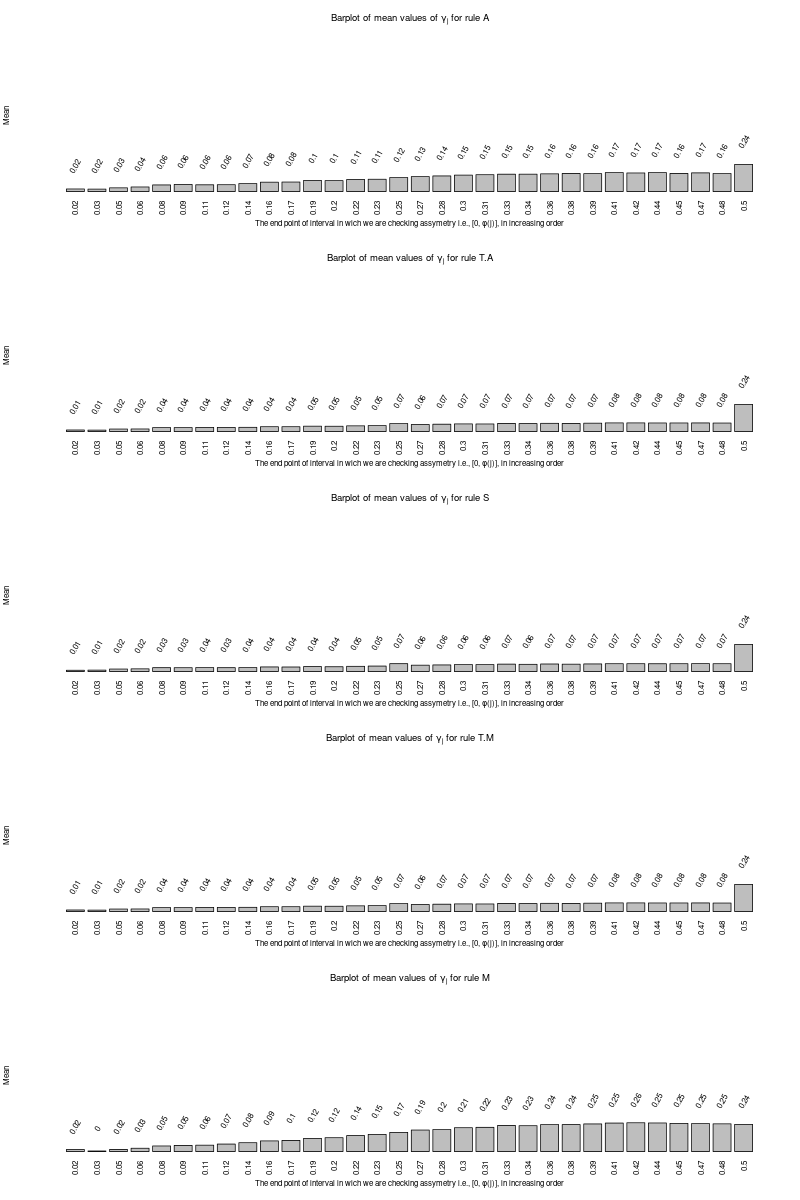 Barplot of mean values of γj for rule A
Mean
0.02 0.02 0.03 0.04 0.06 0.06 0.06 0.06 0.07 0.08 0.08 0.1 0.1 0.11 0.11 0.12 0.13 0.14 0.15 0.15 0.15 0.15 0.16 0.16 0.16 0.17 0.17 0.17 0.16 0.17 0.16 0.24
0.02 0.03 0.05 0.06 0.08 0.09 0.11 0.12 0.14 0.16 0.17 0.19 0.2 0.22 0.23 0.25 0.27 0.28 0.3 0.31 0.33 0.34 0.36 0.38 0.39 0.41 0.42 0.44 0.45 0.47 0.48 0.5
The end point of interval in wich we are checking assymetry i.e., [0, φ(j)], in increasing order
Barplot of mean values of γj for rule T.A
Mean
0.01 0.01 0.02 0.02 0.04 0.04 0.04 0.04 0.04 0.04 0.04 0.05 0.05 0.05 0.05 0.07 0.06 0.07 0.07 0.07 0.07 0.07 0.07 0.07 0.07 0.08 0.08 0.08 0.08 0.08 0.08 0.24
0.02 0.03 0.05 0.06 0.08 0.09 0.11 0.12 0.14 0.16 0.17 0.19 0.2 0.22 0.23 0.25 0.27 0.28 0.3 0.31 0.33 0.34 0.36 0.38 0.39 0.41 0.42 0.44 0.45 0.47 0.48 0.5
The end point of interval in wich we are checking assymetry i.e., [0, φ(j)], in increasing order
Barplot of mean values of γj for rule S
Mean
0.01 0.01 0.02 0.02 0.03 0.03 0.04 0.03 0.04 0.04 0.04 0.04 0.04 0.05 0.05 0.07 0.06 0.06 0.06 0.06 0.07 0.06 0.07 0.07 0.07 0.07 0.07 0.07 0.07 0.07 0.07 0.24
0.02 0.03 0.05 0.06 0.08 0.09 0.11 0.12 0.14 0.16 0.17 0.19 0.2 0.22 0.23 0.25 0.27 0.28 0.3 0.31 0.33 0.34 0.36 0.38 0.39 0.41 0.42 0.44 0.45 0.47 0.48 0.5
The end point of interval in wich we are checking assymetry i.e., [0, φ(j)], in increasing order
Barplot of mean values of γj for rule T.M
Mean
0.01 0.01 0.02 0.02 0.04 0.04 0.04 0.04 0.04 0.04 0.04 0.05 0.05 0.05 0.05 0.07 0.06 0.07 0.07 0.07 0.07 0.07 0.07 0.07 0.07 0.08 0.08 0.08 0.08 0.08 0.08 0.24
0.02 0.03 0.05 0.06 0.08 0.09 0.11 0.12 0.14 0.16 0.17 0.19 0.2 0.22 0.23 0.25 0.27 0.28 0.3 0.31 0.33 0.34 0.36 0.38 0.39 0.41 0.42 0.44 0.45 0.47 0.48 0.5
The end point of interval in wich we are checking assymetry i.e., [0, φ(j)], in increasing order
Barplot of mean values of γj for rule M
Mean
0.02 0 0.02 0.03 0.05 0.05 0.06 0.07 0.08 0.09 0.1 0.12 0.12 0.14 0.15 0.17 0.19 0.2 0.21 0.22 0.23 0.23 0.24 0.24 0.25 0.25 0.26 0.25 0.25 0.25 0.25 0.24
0.02 0.03 0.05 0.06 0.08 0.09 0.11 0.12 0.14 0.16 0.17 0.19 0.2 0.22 0.23 0.25 0.27 0.28 0.3 0.31 0.33 0.34 0.36 0.38 0.39 0.41 0.42 0.44 0.45 0.47 0.48 0.5
The end point of interval in wich we are checking assymetry i.e., [0, φ(j)], in increasing order